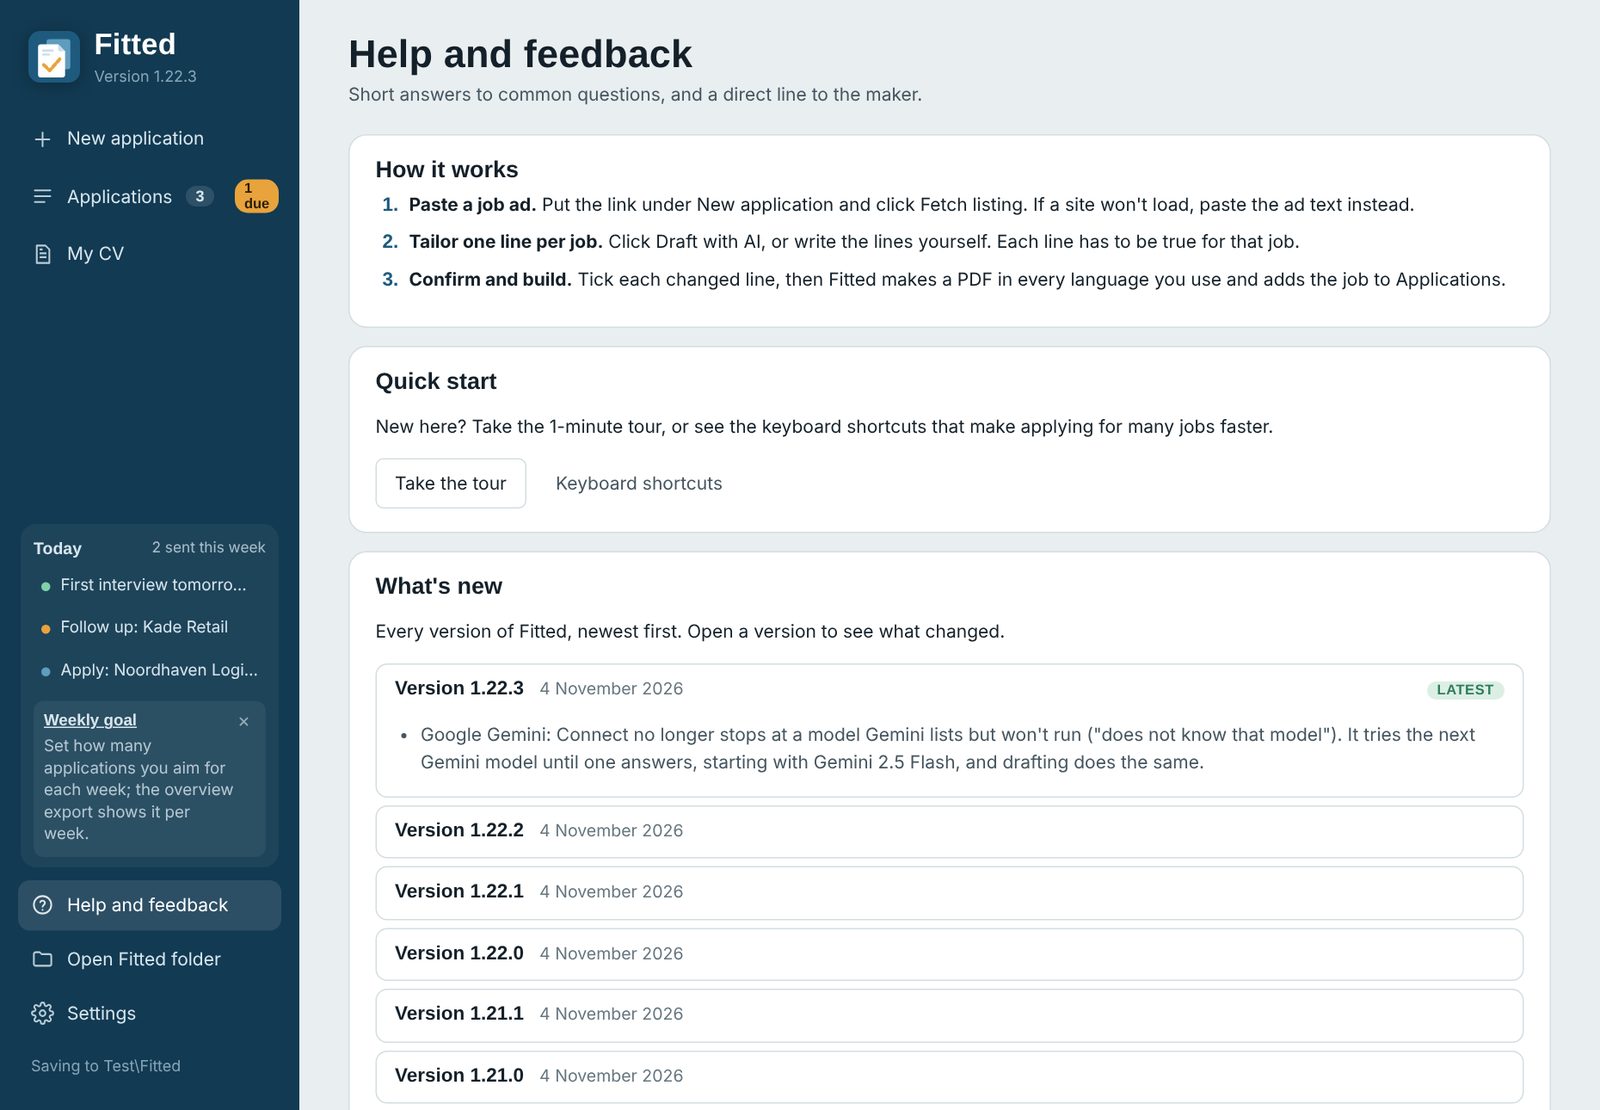 Fitted
Version 1.22.3
New application
Applications 3 1 due
My CV
Today 2 sent this week
First interview tomorro...
Follow up: Kade Retail
Apply: Noordhaven Logi...
Weekly goal ×
Set how many
applications you aim for
each week; the overview
export shows it per
week.
Help and feedback
Open Fitted folder
Settings
Saving to Test\Fitted
Help and feedback
Short answers to common questions, and a direct line to the maker.
How it works
1. Paste a job ad. Put the link under New application and click Fetch listing. If a site won't load, paste the ad text instead.
2. Tailor one line per job. Click Draft with AI, or write the lines yourself. Each line has to be true for that job.
3. Confirm and build. Tick each changed line, then Fitted makes a PDF in every language you use and adds the job to Applications.
Quick start
New here? Take the 1-minute tour, or see the keyboard shortcuts that make applying for many jobs faster.
Take the tour Keyboard shortcuts
What's new
Every version of Fitted, newest first. Open a version to see what changed.
Version 1.22.3 4 November 2026 LATEST
• Google Gemini: Connect no longer stops at a model Gemini lists but won't run ("does not know that model"). It tries the next
Gemini model until one answers, starting with Gemini 2.5 Flash, and drafting does the same.
Version 1.22.2 4 November 2026
Version 1.22.1 4 November 2026
Version 1.22.0 4 November 2026
Version 1.21.1 4 November 2026
Version 1.21.0 4 November 2026